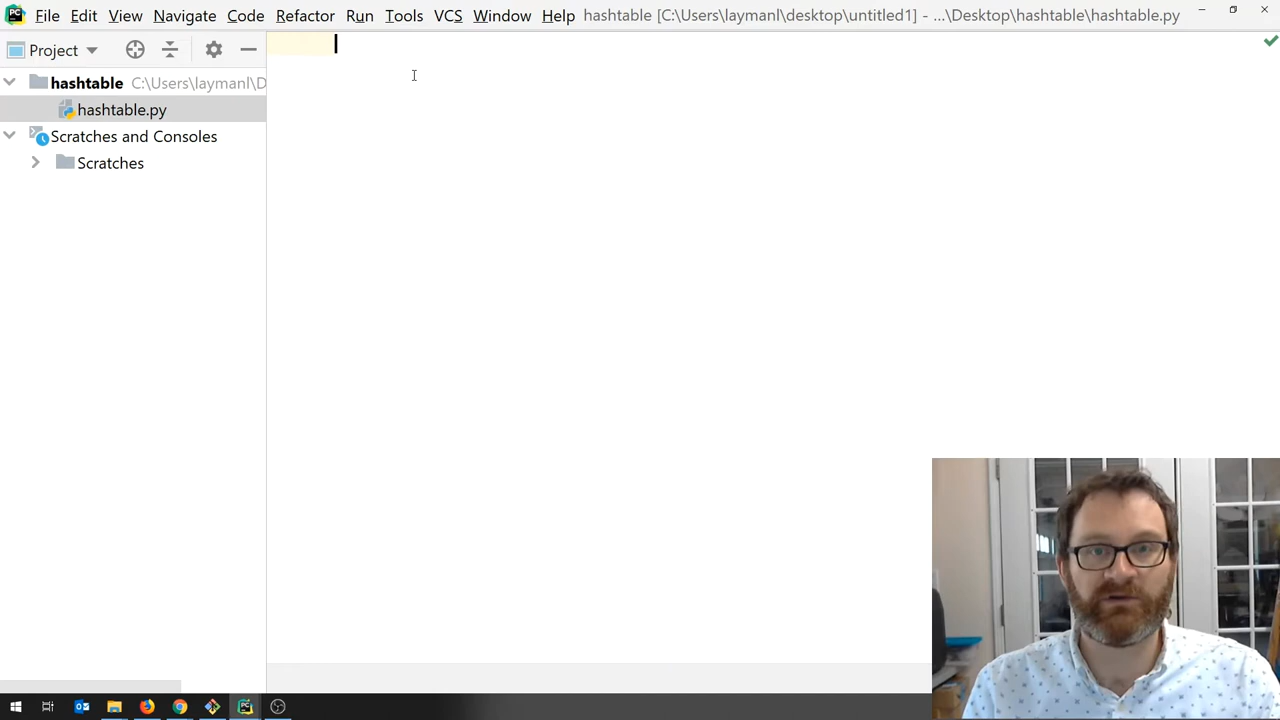 PC File Edit View Navigate Code Refactor Run Tools VCS Window Help hashtable [C:\Users\laymanl\desktop\untitled1] - ...\Desktop\hashtable\hashtable.py
Project
hashtable C:\Users\laymanl\D
hashtable.py
Scratches and Consoles
Scratches